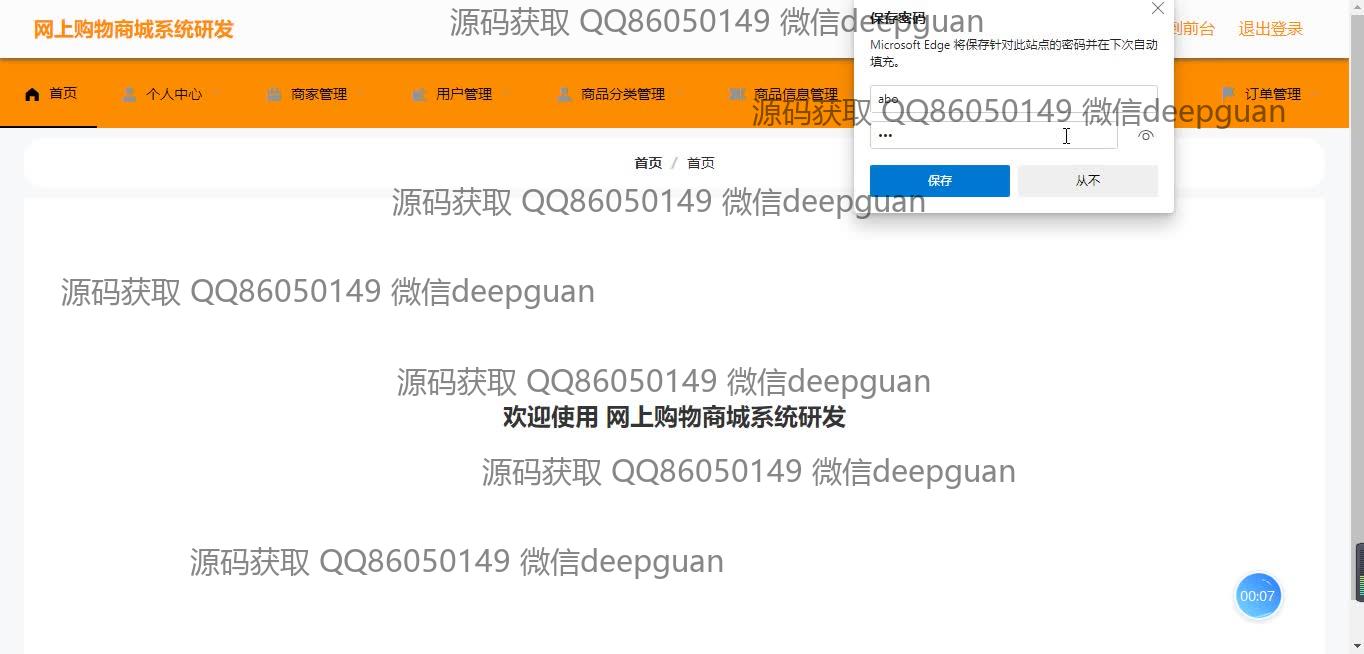 网上购物商城系统研发
源码获取 QQ86050149 微信deepguan
保存密码
到前台
退出登录
Microsoft Edge 将保存针对此站点的密码并在下次自动
填充。
首页
个人中心
商家管理
用户管理
商品分类管理
商品信息管理
订单管理
abo
源码获取 QQ86050149 微信deepguan
•••
首页 / 首页
保存
从不
源码获取 QQ86050149 微信deepguan
源码获取 QQ86050149 微信deepguan
源码获取 QQ86050149 微信deepguan
欢迎使用 网上购物商城系统研发
源码获取 QQ86050149 微信deepguan
源码获取 QQ86050149 微信deepguan
00:07